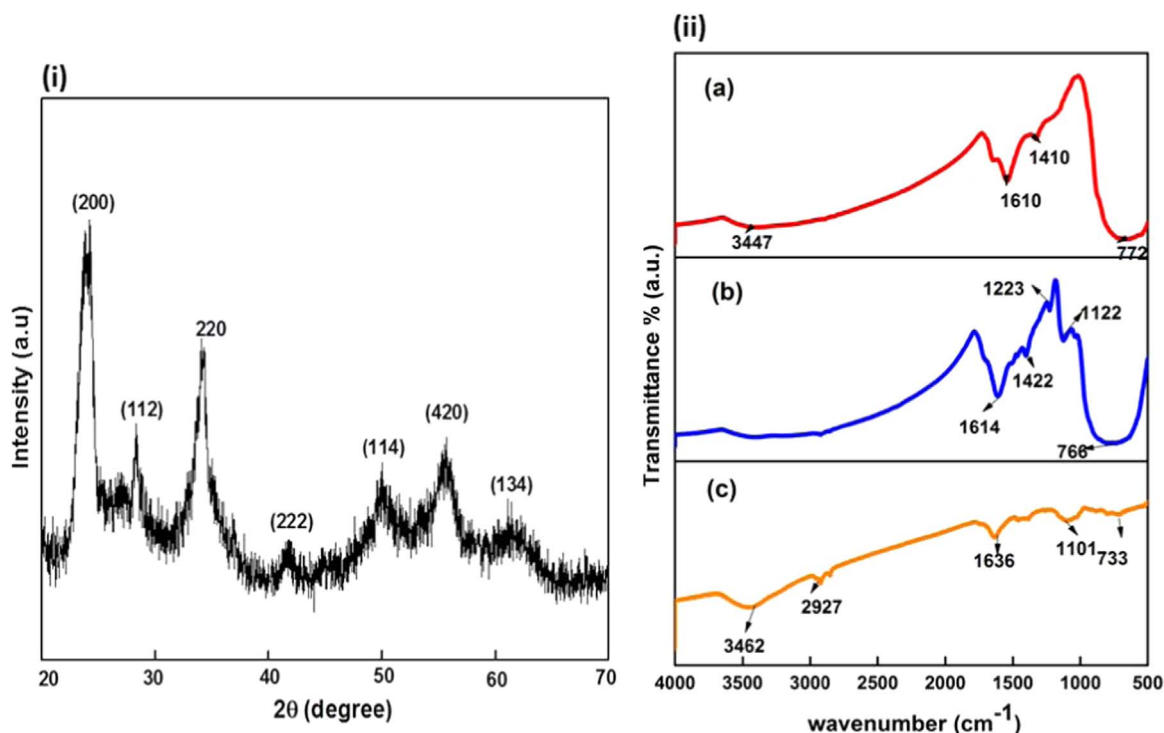 (i)
(200)
220
(112)
(420)
(114)
(134)
(222)
Intensity (a.u)
20 30 40 50 60 70
2θ (degree)
(ii)
(a)
1410
1610
3447
772
(b)
1223
1122
1422
1614
766
(c)
1636
1101
733
2927
3462
Transmittance % (a.u.)
4000 3500 3000 2500 2000 1500 1000 500
wavenumber (cm⁻¹)